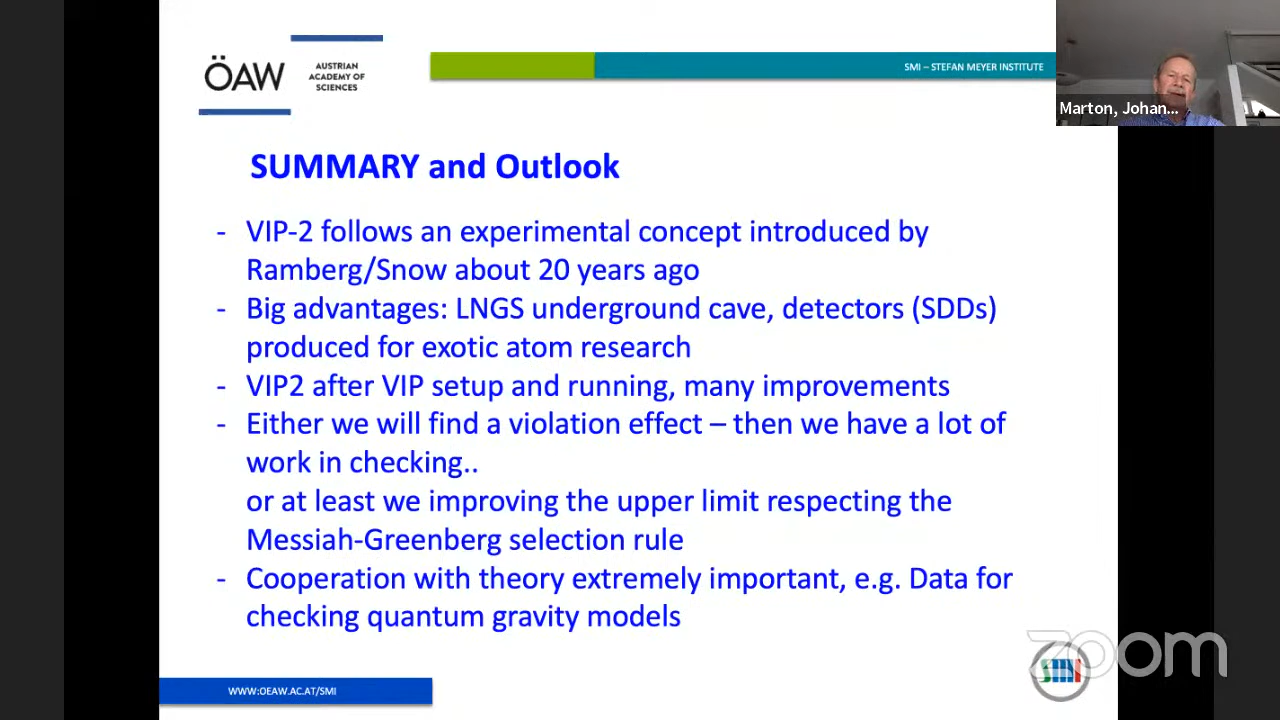 ÖAW
AUSTRIAN
ACADEMY OF
SCIENCES
SMI – STEFAN MEYER INSTITUTE
Marton, Johan...
SUMMARY and Outlook
- VIP-2 follows an experimental concept introduced by
Ramberg/Snow about 20 years ago
- Big advantages: LNGS underground cave, detectors (SDDs)
produced for exotic atom research
- VIP2 after VIP setup and running, many improvements
- Either we will find a violation effect – then we have a lot of
work in checking..
or at least we improving the upper limit respecting the
Messiah-Greenberg selection rule
- Cooperation with theory extremely important, e.g. Data for
checking quantum gravity models
zoom
SMI
WWW:OEAW.AC.AT/SMI